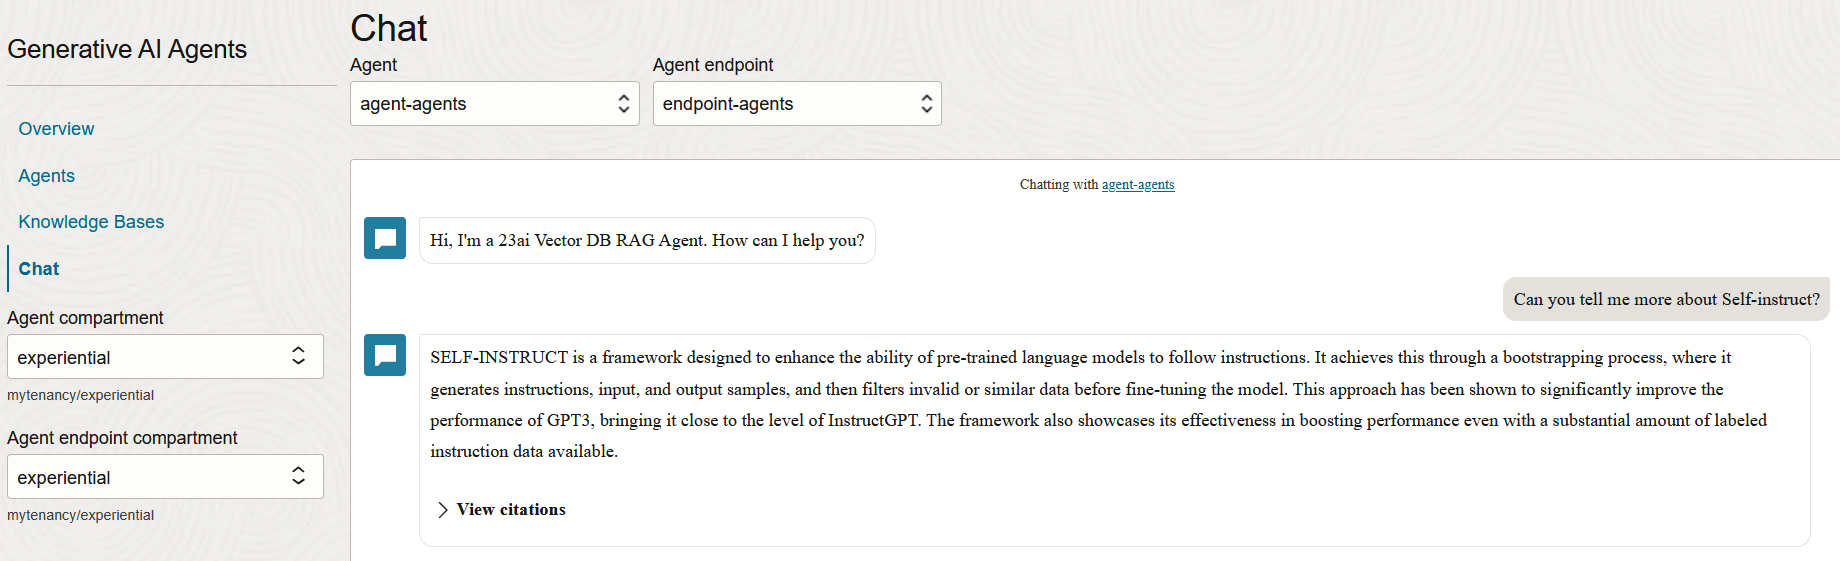 Generative AI Agents
Overview
Agents
Knowledge Bases
Chat
Agent compartment
experiential
mytenancy/experiential
Agent endpoint compartment
experiential
mytenancy/experiential
Chat
Agent
Agent endpoint
agent-agents
endpoint-agents
Chatting with agent-agents
Hi, I'm a 23ai Vector DB RAG Agent. How can I help you?
Can you tell me more about Self-instruct?
SELF-INSTRUCT is a framework designed to enhance the ability of pre-trained language models to follow instructions. It achieves this through a bootstrapping process, where it
generates instructions, input, and output samples, and then filters invalid or similar data before fine-tuning the model. This approach has been shown to significantly improve the
performance of GPT3, bringing it close to the level of InstructGPT. The framework also showcases its effectiveness in boosting performance even with a substantial amount of labeled
instruction data available.
View citations